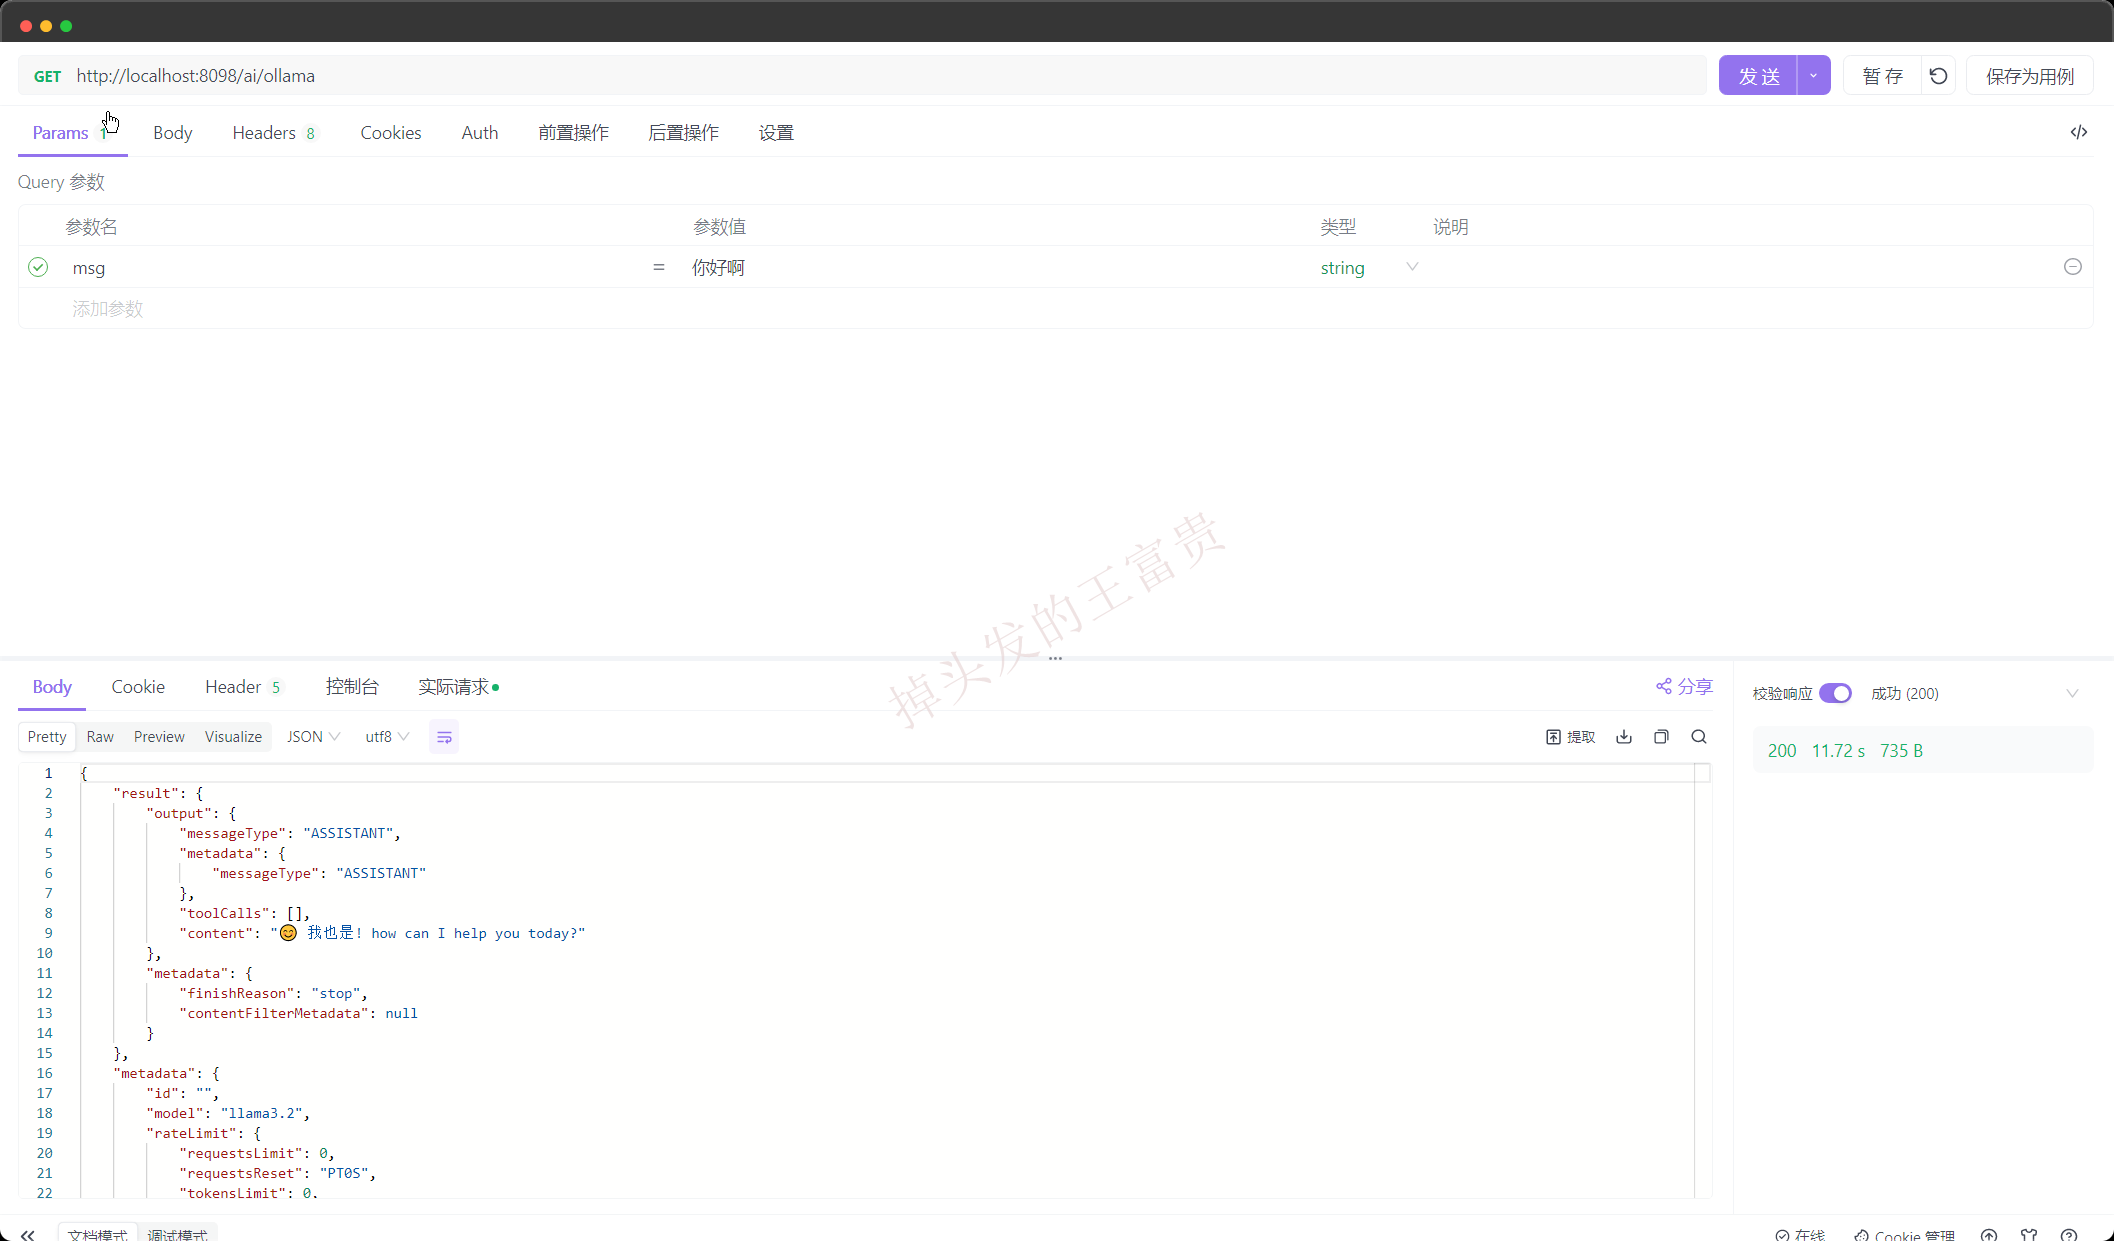 GET http://localhost:8098/ai/ollama 发送 暂存 保存为用例
Params 1 Body Headers 8 Cookies Auth 前置操作 后置操作 设置
Query 参数
参数名 参数值 类型 说明
msg = 你好啊 string
添加参数
掉头发的王富贵
Body Cookie Header 5 控制台 实际请求 分享 校验响应 成功 (200)
Pretty Raw Preview Visualize JSON utf8 提取
200 11.72 s 735 B
1 {
2 "result": {
3 "output": {
4 "messageType": "ASSISTANT",
5 "metadata": {
6 "messageType": "ASSISTANT"
7 },
8 "toolCalls": [],
9 "content": "😊 我也是! how can I help you today?"
10 },
11 "metadata": {
12 "finishReason": "stop",
13 "contentFilterMetadata": null
14 }
15 },
16 "metadata": {
17 "id": "",
18 "model": "llama3.2",
19 "rateLimit": {
20 "requestsLimit": 0,
21 "requestsReset": "PT0S",
22 "tokensLimit": 0,
文档模式 调试模式 在线 Cookie 管理